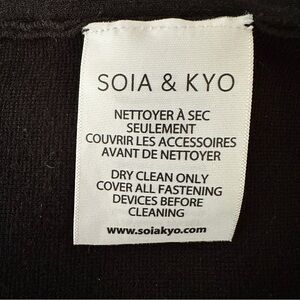 SOIA & KYO
NETTOYER À SEC
SEULEMENT
COUVRIR LES ACCESSOIRES
AVANT DE NETTOYER
DRY CLEAN ONLY
COVER ALL FASTENING
DEVICES BEFORE
CLEANING
www.soiakyo.com